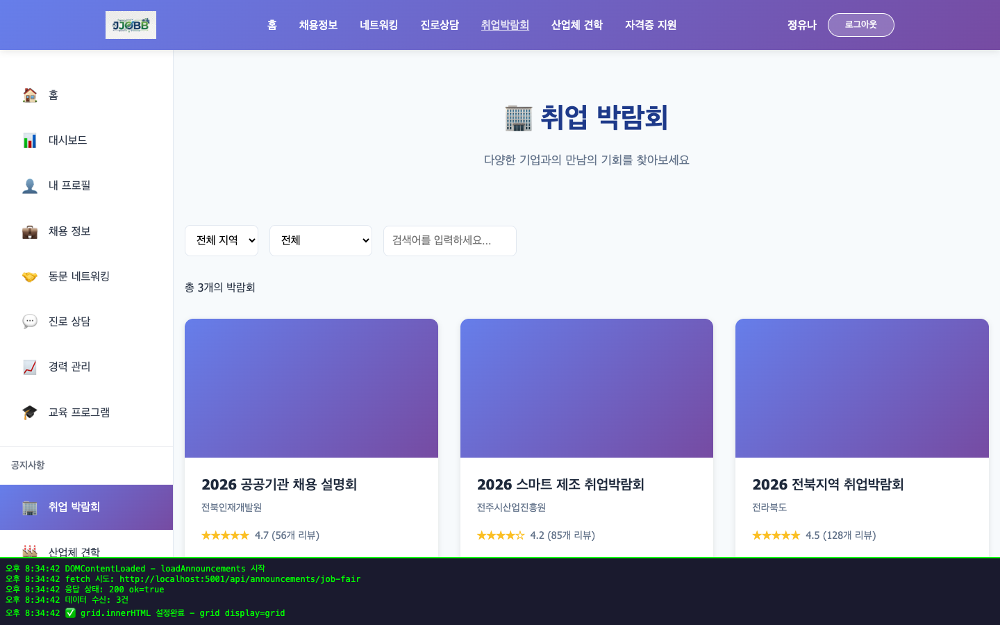 JJOBB
홈
채용정보
네트워킹
진로상담
취업박람회
산업체 견학
자격증 지원
정유나
로그아웃
홈
대시보드
내 프로필
채용 정보
동문 네트워킹
진로 상담
경력 관리
교육 프로그램
공지사항
취업 박람회
산업체 견학
취업 박람회
다양한 기업과의 만남의 기회를 찾아보세요
전체 지역
전체
검색어를 입력하세요...
총 3개의 박람회
2026 공공기관 채용 설명회
전북인재개발원
★★★★★ 4.7 (56개 리뷰)
2026 스마트 제조 취업박람회
전주시산업진흥원
★★★★☆ 4.2 (85개 리뷰)
2026 전북지역 취업박람회
전라북도
★★★★★ 4.5 (128개 리뷰)
오후 8:34:42 DOMContentLoaded - loadAnnouncements 시작
오후 8:34:42 fetch 시도: http://localhost:5001/api/announcements/job-fair
오후 8:34:42 응답 상태: 200 ok=true
오후 8:34:42 데이터 수신: 3건
오후 8:34:42 ✅ grid.innerHTML 설정완료 - grid display=grid